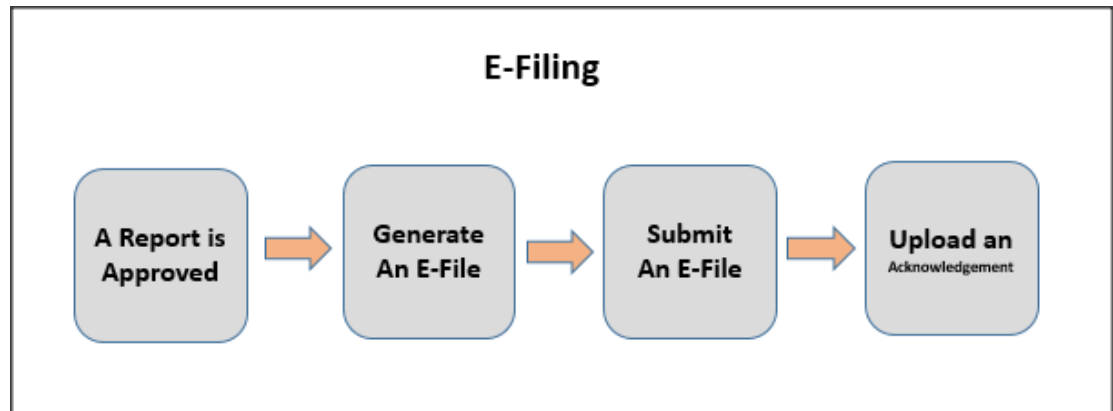 E-Filing
A Report is
Approved
Generate
An E-File
Submit
An E-File
Upload an
Acknowledgement